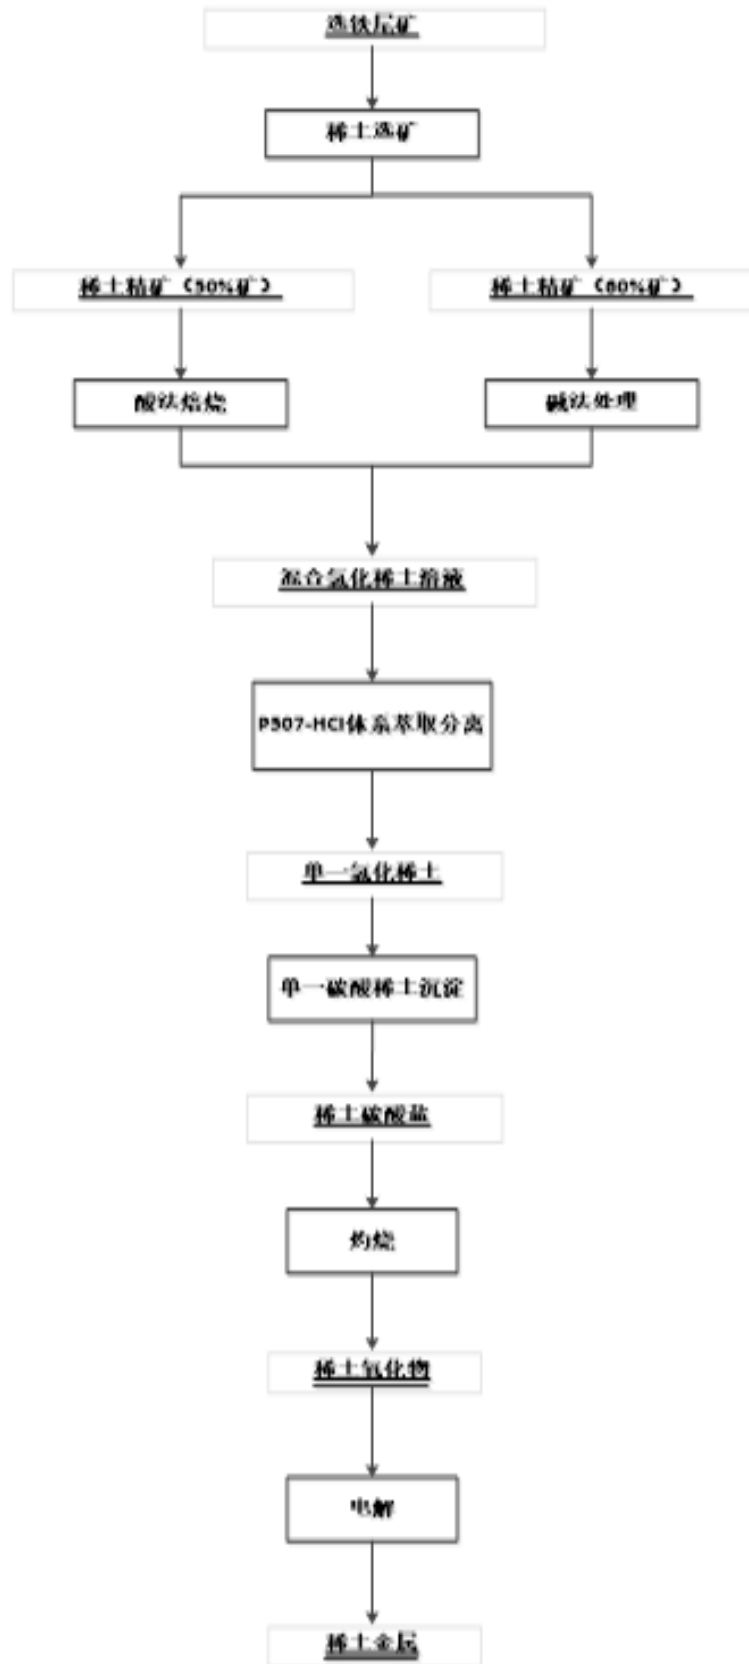 选铁尾矿
稀土选矿
稀土精矿（50%矿）
稀土精矿（60%矿）
酸法焙烧
碱法处理
混合氯化稀土溶液
P507-HCl体系萃取分离
单一氯化稀土
单一碳酸稀土沉淀
稀土碳酸盐
灼烧
稀土氧化物
电解
稀土金属